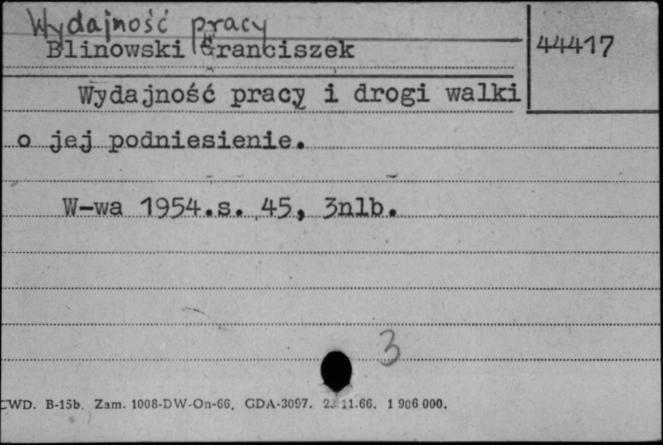 Wydajność pracy
Blinowski Franciszek
44417
Wydajność pracy i drogi walki
o jej podniesienie.
W-wa 1954.s. 45, 3nlb.
3
CWD. B-15b. Zam. 1008-DW-On-66. GDA-3097. 11.66. 1 906 000.